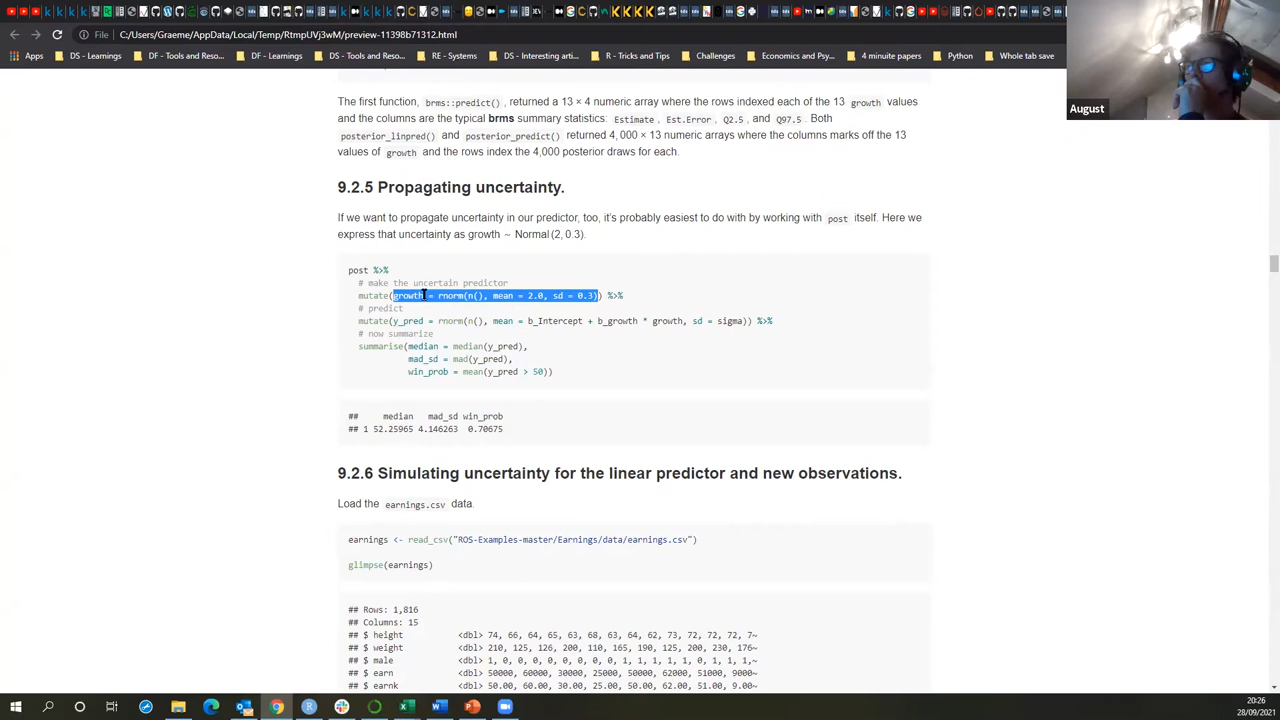 File
C:/Users/Graeme/AppData/Local/Temp/RtmpUVj3wM/preview-11398b71312.html
Apps
DS - Learnings
DF - Tools and Reso...
DF - Learnings
DS - Tools and Reso...
RE - Systems
DS - Interesting arti...
R - Tricks and Tips
Challenges
Economics and Psy...
4 minuite papers
Python
Whole tab save
August
The first function, brms::predict(), returned a 13 × 4 numeric array where the rows indexed each of the 13 growth values
and the columns are the typical brms summary statistics: Estimate, Est.Error, Q2.5, and Q97.5. Both
posterior_linpred() and posterior_predict() returned 4,000 × 13 numeric arrays where the columns marks off the 13
values of growth and the rows index the 4,000 posterior draws for each.
9.2.5 Propagating uncertainty.
If we want to propagate uncertainty in our predictor, too, it's probably easiest to do with by working with post itself. Here we
express that uncertainty as growth ~ Normal(2, 0.3).
post %>%
# make the uncertain predictor
mutate(growth = rnorm(n(), mean = 2.0, sd = 0.3)) %>%
# predict
mutate(y_pred = rnorm(n(), mean = b_Intercept + b_growth * growth, sd = sigma)) %>%
# now summarize
summarise(median = median(y_pred),
mad_sd = mad(y_pred),
win_prob = mean(y_pred > 50))
## median mad_sd win_prob
## 1 52.25965 4.146263 0.70675
9.2.6 Simulating uncertainty for the linear predictor and new observations.
Load the earnings.csv data.
earnings <- read_csv("ROS-Examples-master/Earnings/data/earnings.csv")
glimpse(earnings)
## Rows: 1,816
## Columns: 15
## $ height <dbl> 74, 66, 64, 65, 63, 68, 63, 64, 62, 73, 72, 72, 72, 7~
## $ weight <dbl> 210, 125, 126, 200, 110, 165, 190, 125, 200, 230, 176~
## $ male <dbl> 1, 0, 0, 0, 0, 0, 0, 0, 0, 1, 1, 1, 1, 0, 1, 1, 1, 1,~
## $ earn <dbl> 50000, 60000, 30000, 25000, 50000, 62000, 51000, 9000~
## $ earnk <dbl> 50.00, 60.00, 30.00, 25.00, 50.00, 62.00, 51.00, 9.00~
20:26
28/09/2021